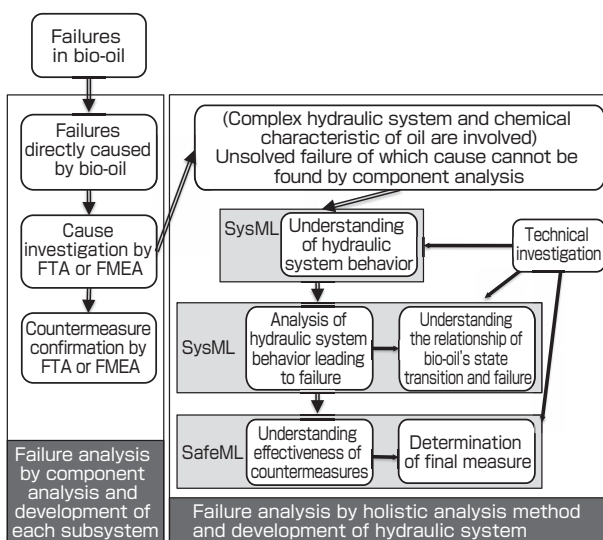 Failures
in bio-oil
Failures
directly caused
by bio-oil
Cause
investigation by
FTA or FMEA
Countermeasure
confirmation by
FTA or FMEA
Failure analysis
by component
analysis and
development of
each subsystem
(Complex hydraulic system and chemical
characteristic of oil are involved)
Unsolved failure of which cause cannot be
found by component analysis
SysML
Understanding
of hydraulic
system behavior
Technical
investigation
SysML
Analysis of
hydraulic system
behavior leading
to failure
Understanding
the relationship of
bio-oil's state
transition and failure
SafeML
Understanding
effectiveness of
countermeasures
Determination
of final measure
Failure analysis by holistic analysis method
and development of hydraulic system